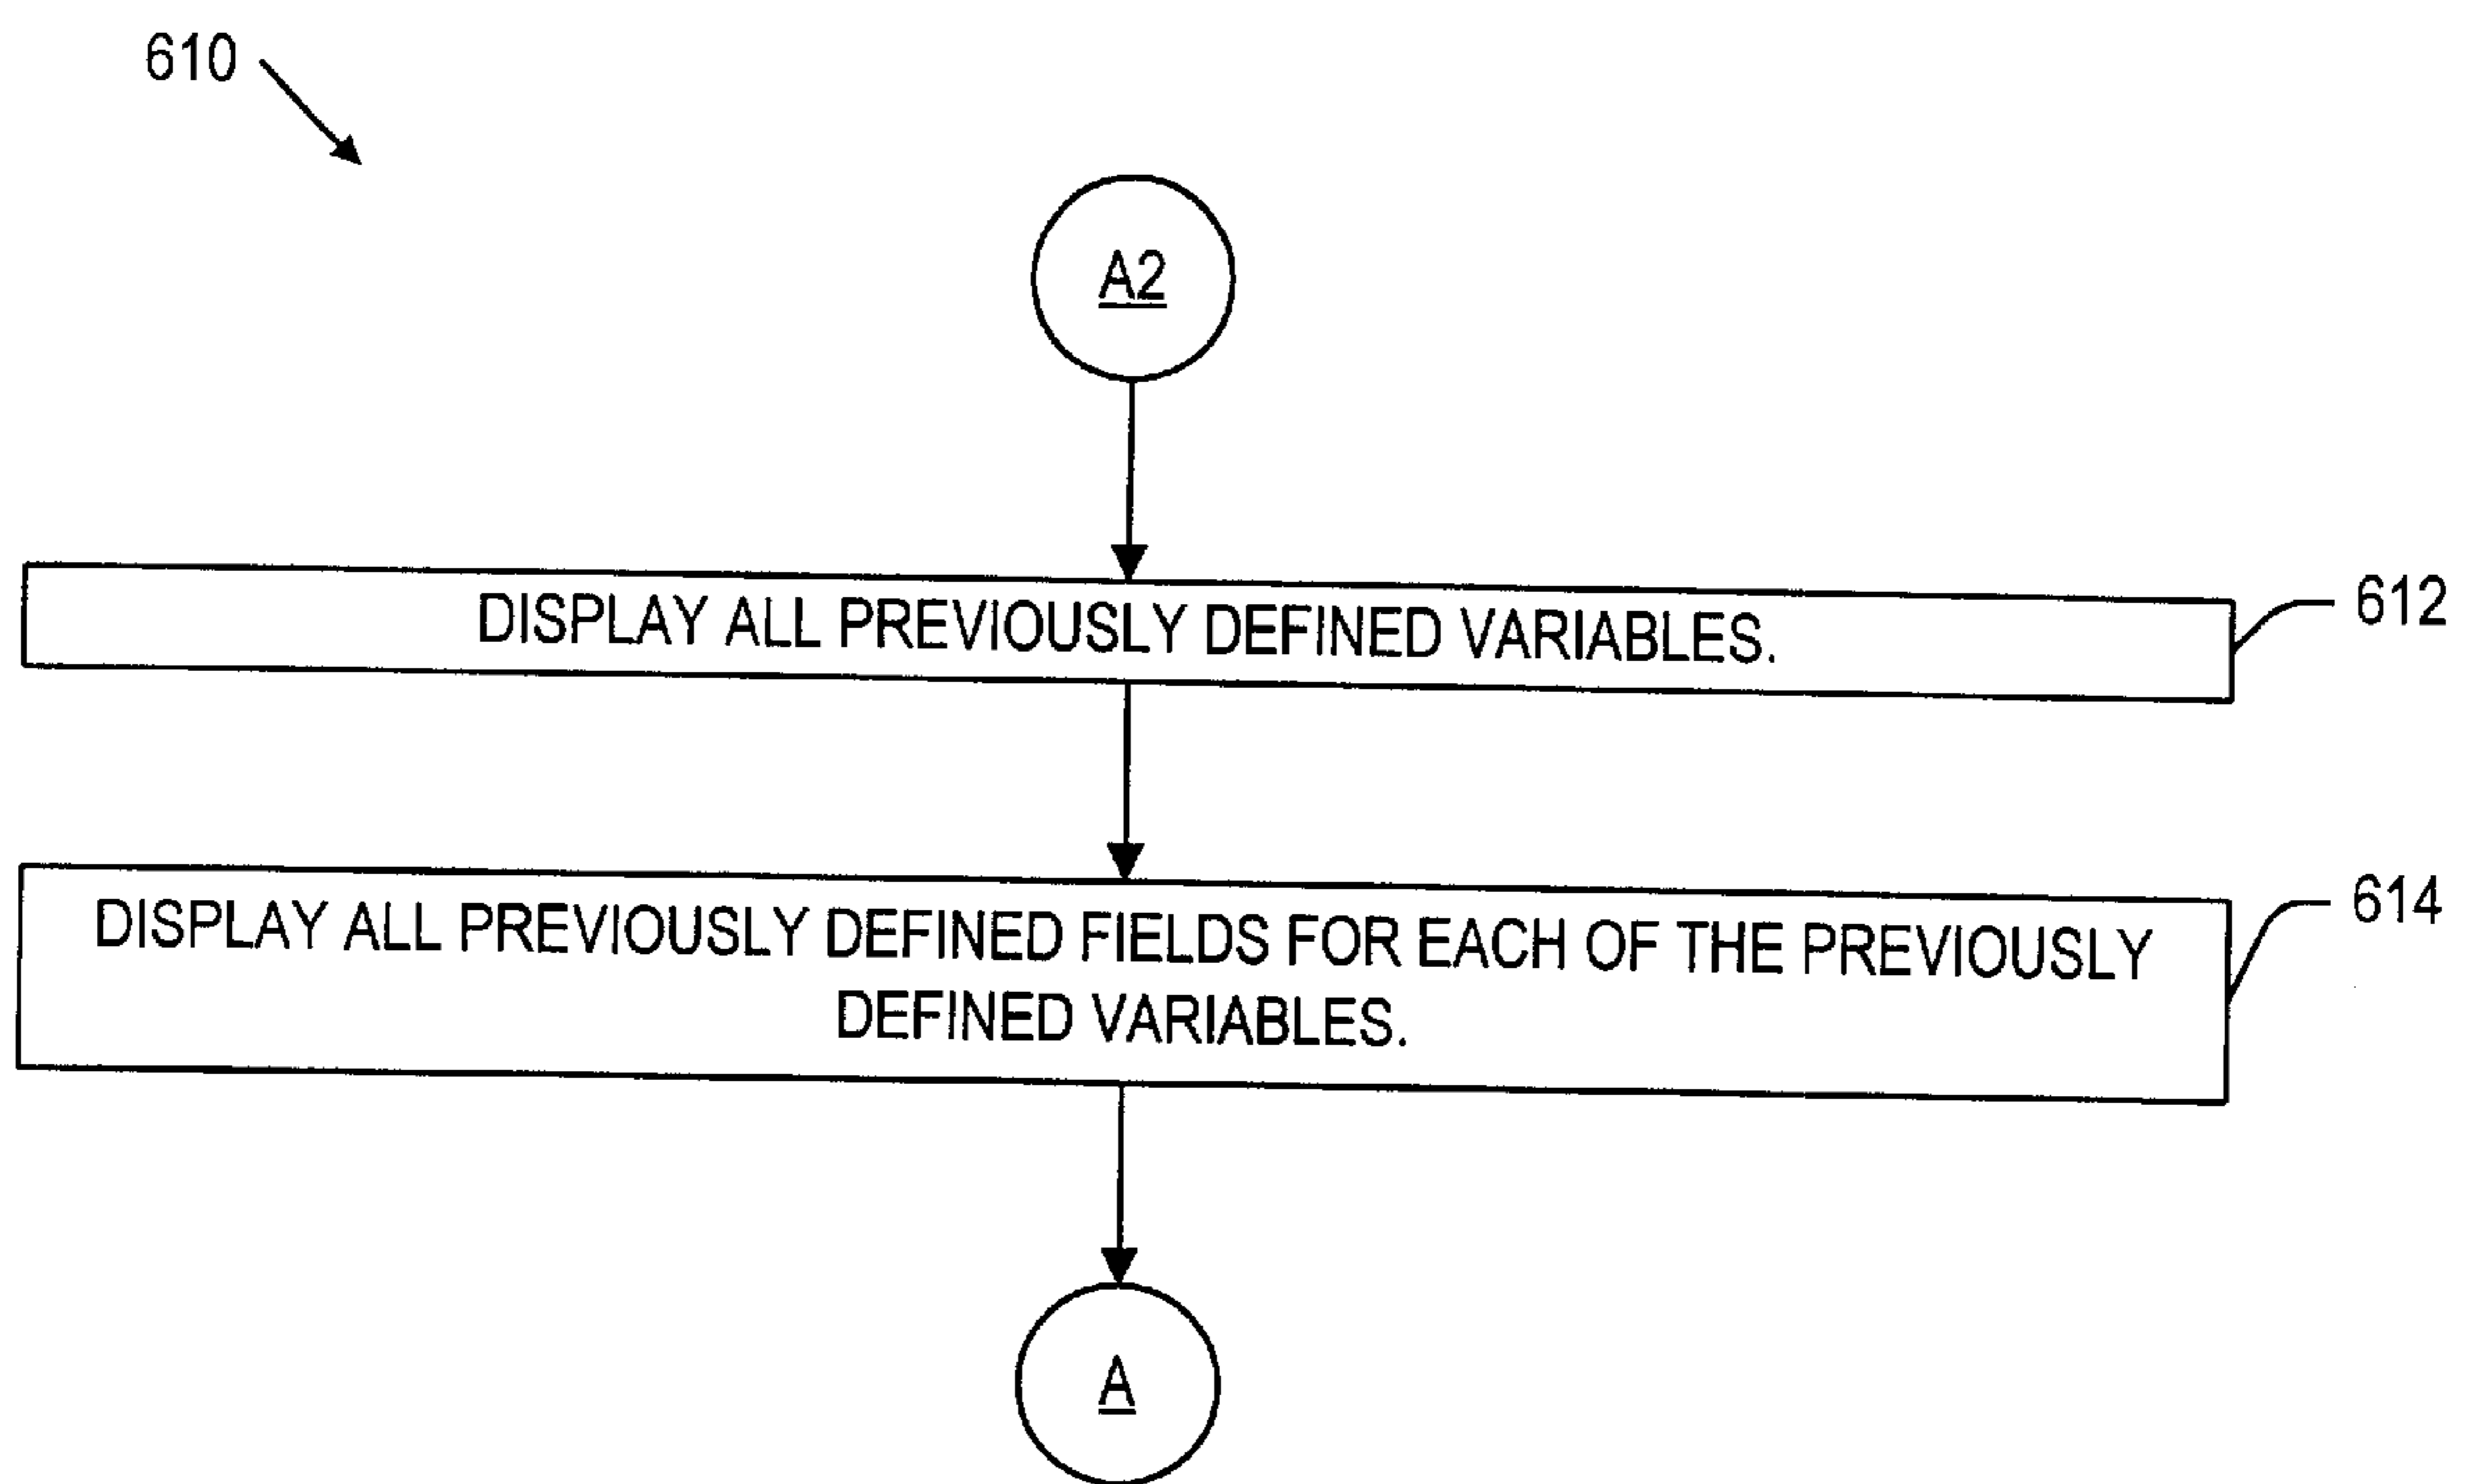 610
A2
DISPLAY ALL PREVIOUSLY DEFINED VARIABLES.
612
DISPLAY ALL PREVIOUSLY DEFINED FIELDS FOR EACH OF THE PREVIOUSLY
DEFINED VARIABLES.
614
A